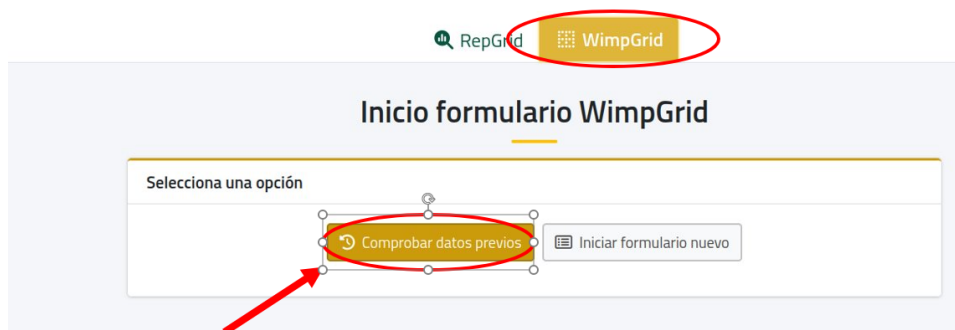 RepGrid WimpGrid
Inicio formulario WimpGrid
Selecciona una opción
Comprobar datos previos Iniciar formulario nuevo